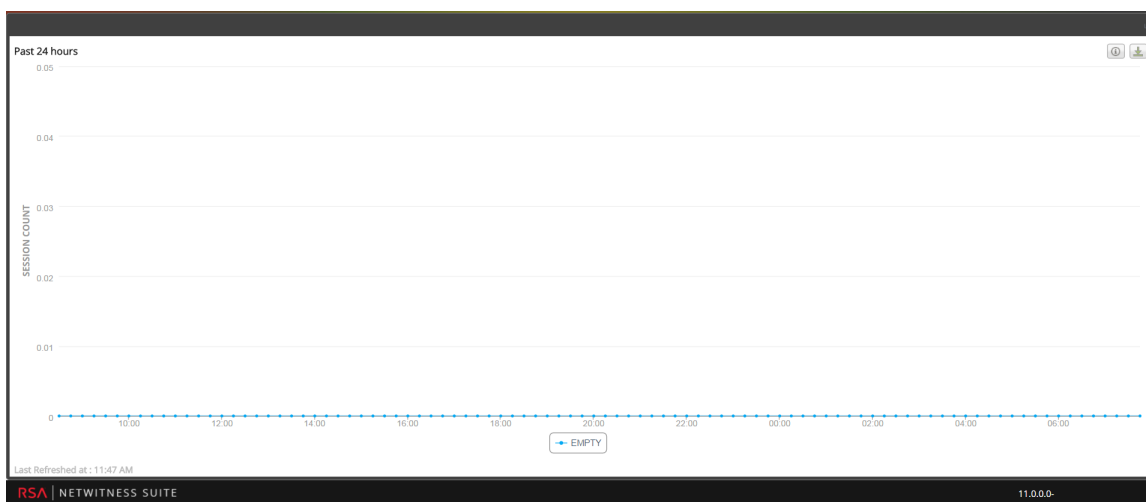 Past 24 hours
0.05
0.04
0.03
0.02
0.01
0
SESSION COUNT
10:00 12:00 14:00 16:00 18:00 20:00 22:00 00:00 02:00 04:00 06:00
EMPTY
Last Refreshed at : 11:47 AM
RSA | NETWITNESS SUITE 11.0.0.0-